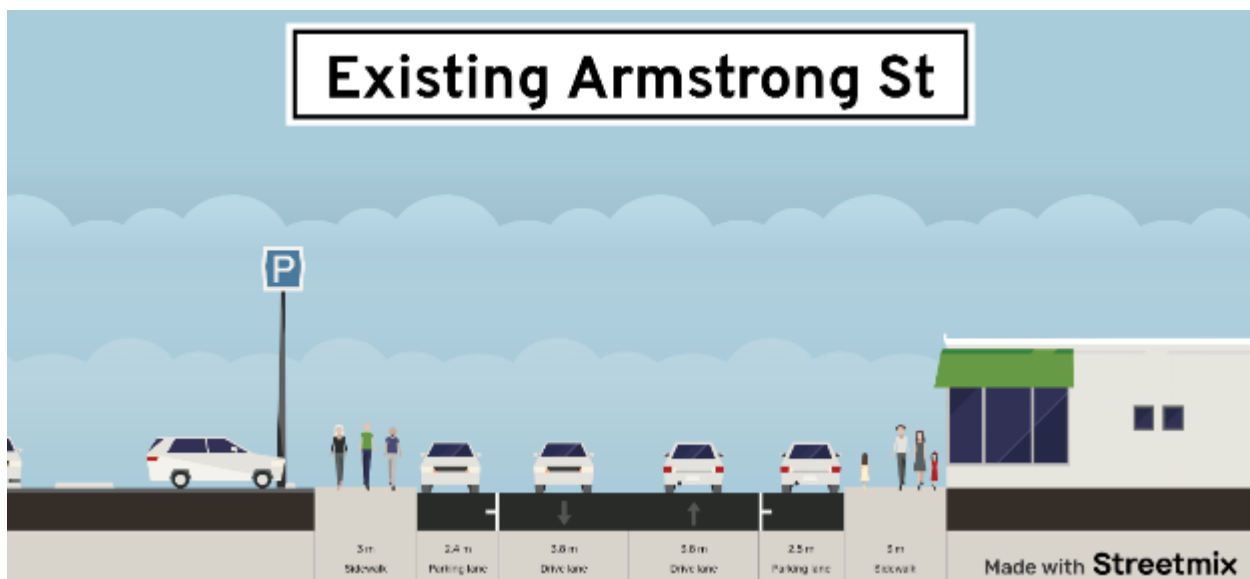 Existing Armstrong St
P
3 m
2.4 m
3.8 m
3.8 m
2.5 m
3 m
Sidewalk
Parking lane
Drive lane
Drive lane
Parking lane
Sidewalk
Made with Streetmix